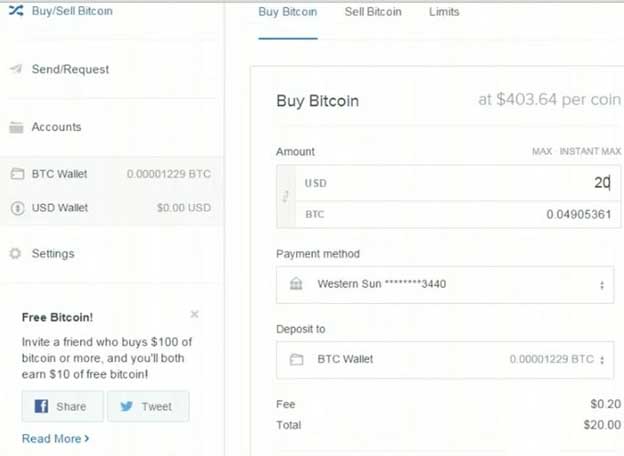 Buy/Sell Bitcoin
Send/Request
Accounts
BTC Wallet 0.00001229 BTC
USD Wallet $0.00 USD
Settings
Free Bitcoin!
Invite a friend who buys $100 of
bitcoin or more, and you'll both
earn $10 of free bitcoin!
Share Tweet
Read More >
Buy Bitcoin Sell Bitcoin Limits
Buy Bitcoin at $403.64 per coin
Amount MAX · INSTANT MAX
USD 20
BTC 0.04905361
Payment method
Western Sun ********3440
Deposit to
BTC Wallet 0.00001229 BTC
Fee $0.20
Total $20.00